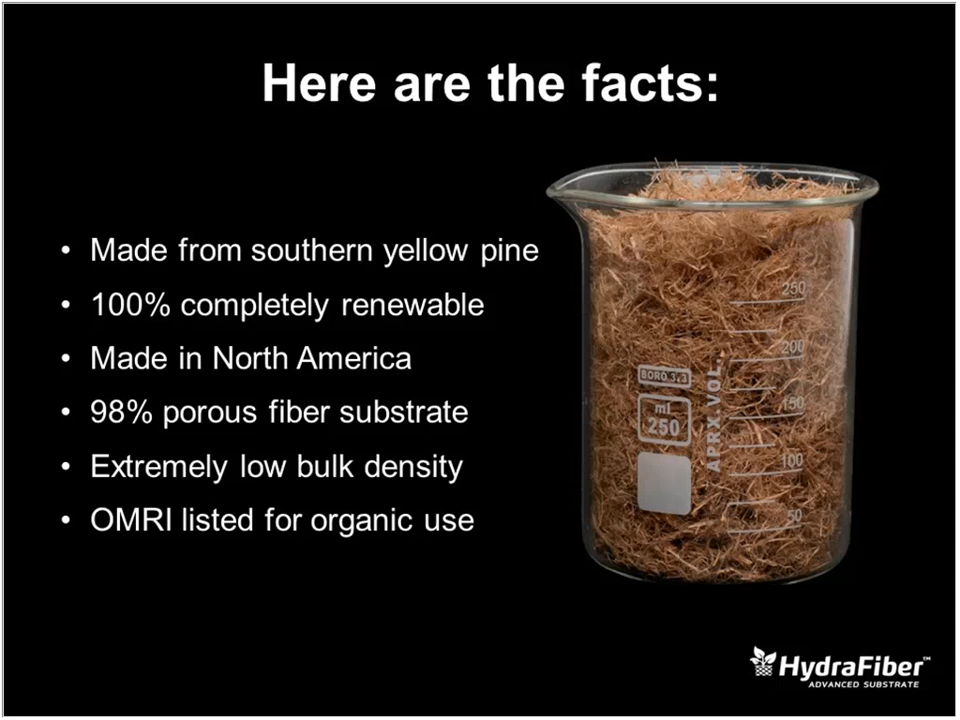 Here are the facts:
• Made from southern yellow pine
• 100% completely renewable
• Made in North America
• 98% porous fiber substrate
• Extremely low bulk density
• OMRI listed for organic use
250
200
150
100
50
BORO 3.3
ml
250
APRX.VOL.
HydraFiber™
ADVANCED SUBSTRATE